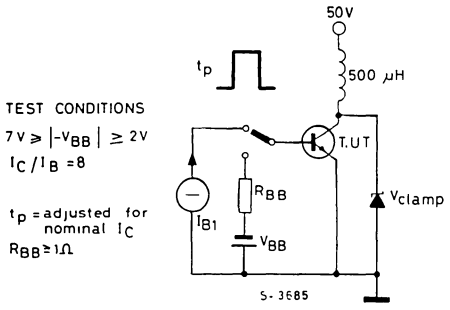 50V
tp
500 μH
TEST CONDITIONS
7V ⩾ |-VBB| ≥ 2V
IC/IB = 8
T.U.T
tp = adjusted for
nominal IC
RBB ≥ 1Ω
IB1
RBB
VBB
Vclamp
S-3685